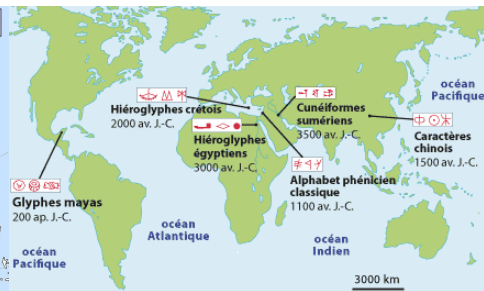 océan
Pacifique
Hiéroglyphes crétois
2000 av. J.-C.
Cunéiformes
sumériens
3500 av. J.-C.
Hiéroglyphes
égyptiens
3000 av. J.-C.
Caractères
chinois
1500 av. J.-C.
Alphabet phénicien
classique
1100 av. J.-C.
Glyphes mayas
200 ap. J.-C.
océan
Atlantique
océan
Indien
océan
Pacifique
3000 km